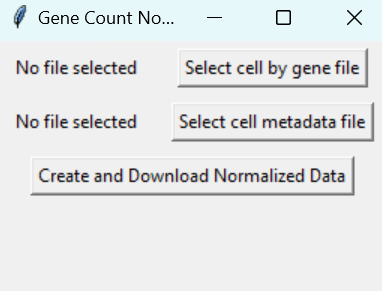 Gene Count No...
No file selected
Select cell by gene file
No file selected
Select cell metadata file
Create and Download Normalized Data